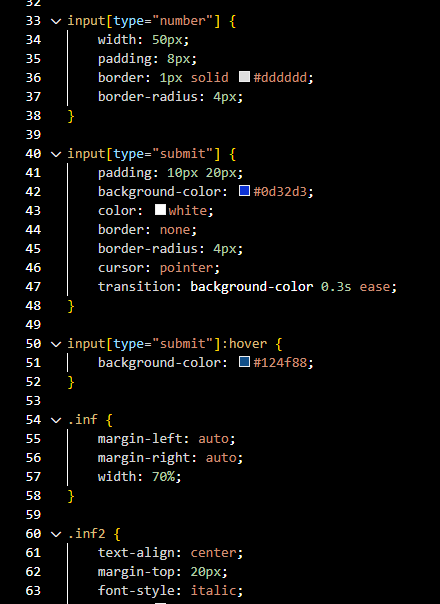 32
33 input[type="number"] {
34 width: 50px;
35 padding: 8px;
36 border: 1px solid #dddddd;
37 border-radius: 4px;
38 }
39
40 input[type="submit"] {
41 padding: 10px 20px;
42 background-color: #0d32d3;
43 color: white;
44 border: none;
45 border-radius: 4px;
46 cursor: pointer;
47 transition: background-color 0.3s ease;
48 }
49
50 input[type="submit"]:hover {
51 background-color: #124f88;
52 }
53
54 .inf {
55 margin-left: auto;
56 margin-right: auto;
57 width: 70%;
58 }
59
60 .inf2 {
61 text-align: center;
62 margin-top: 20px;
63 font-style: italic;